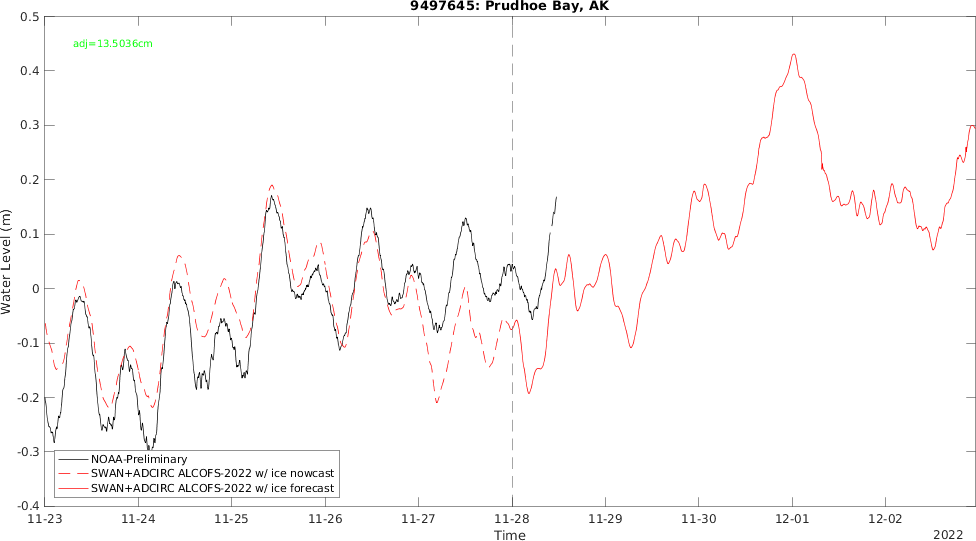 9497645: Prudhoe Bay, AK
0.5
adj=13.5036cm
0.4
0.3
0.2
0.1
0
-0.1
-0.2
-0.3
-0.4
Water Level (m)
NOAA-Preliminary
SWAN+ADCIRC ALCOFS-2022 w/ ice nowcast
SWAN+ADCIRC ALCOFS-2022 w/ ice forecast
11-23 11-24 11-25 11-26 11-27 11-28 11-29 11-30 12-01 12-02
Time
2022